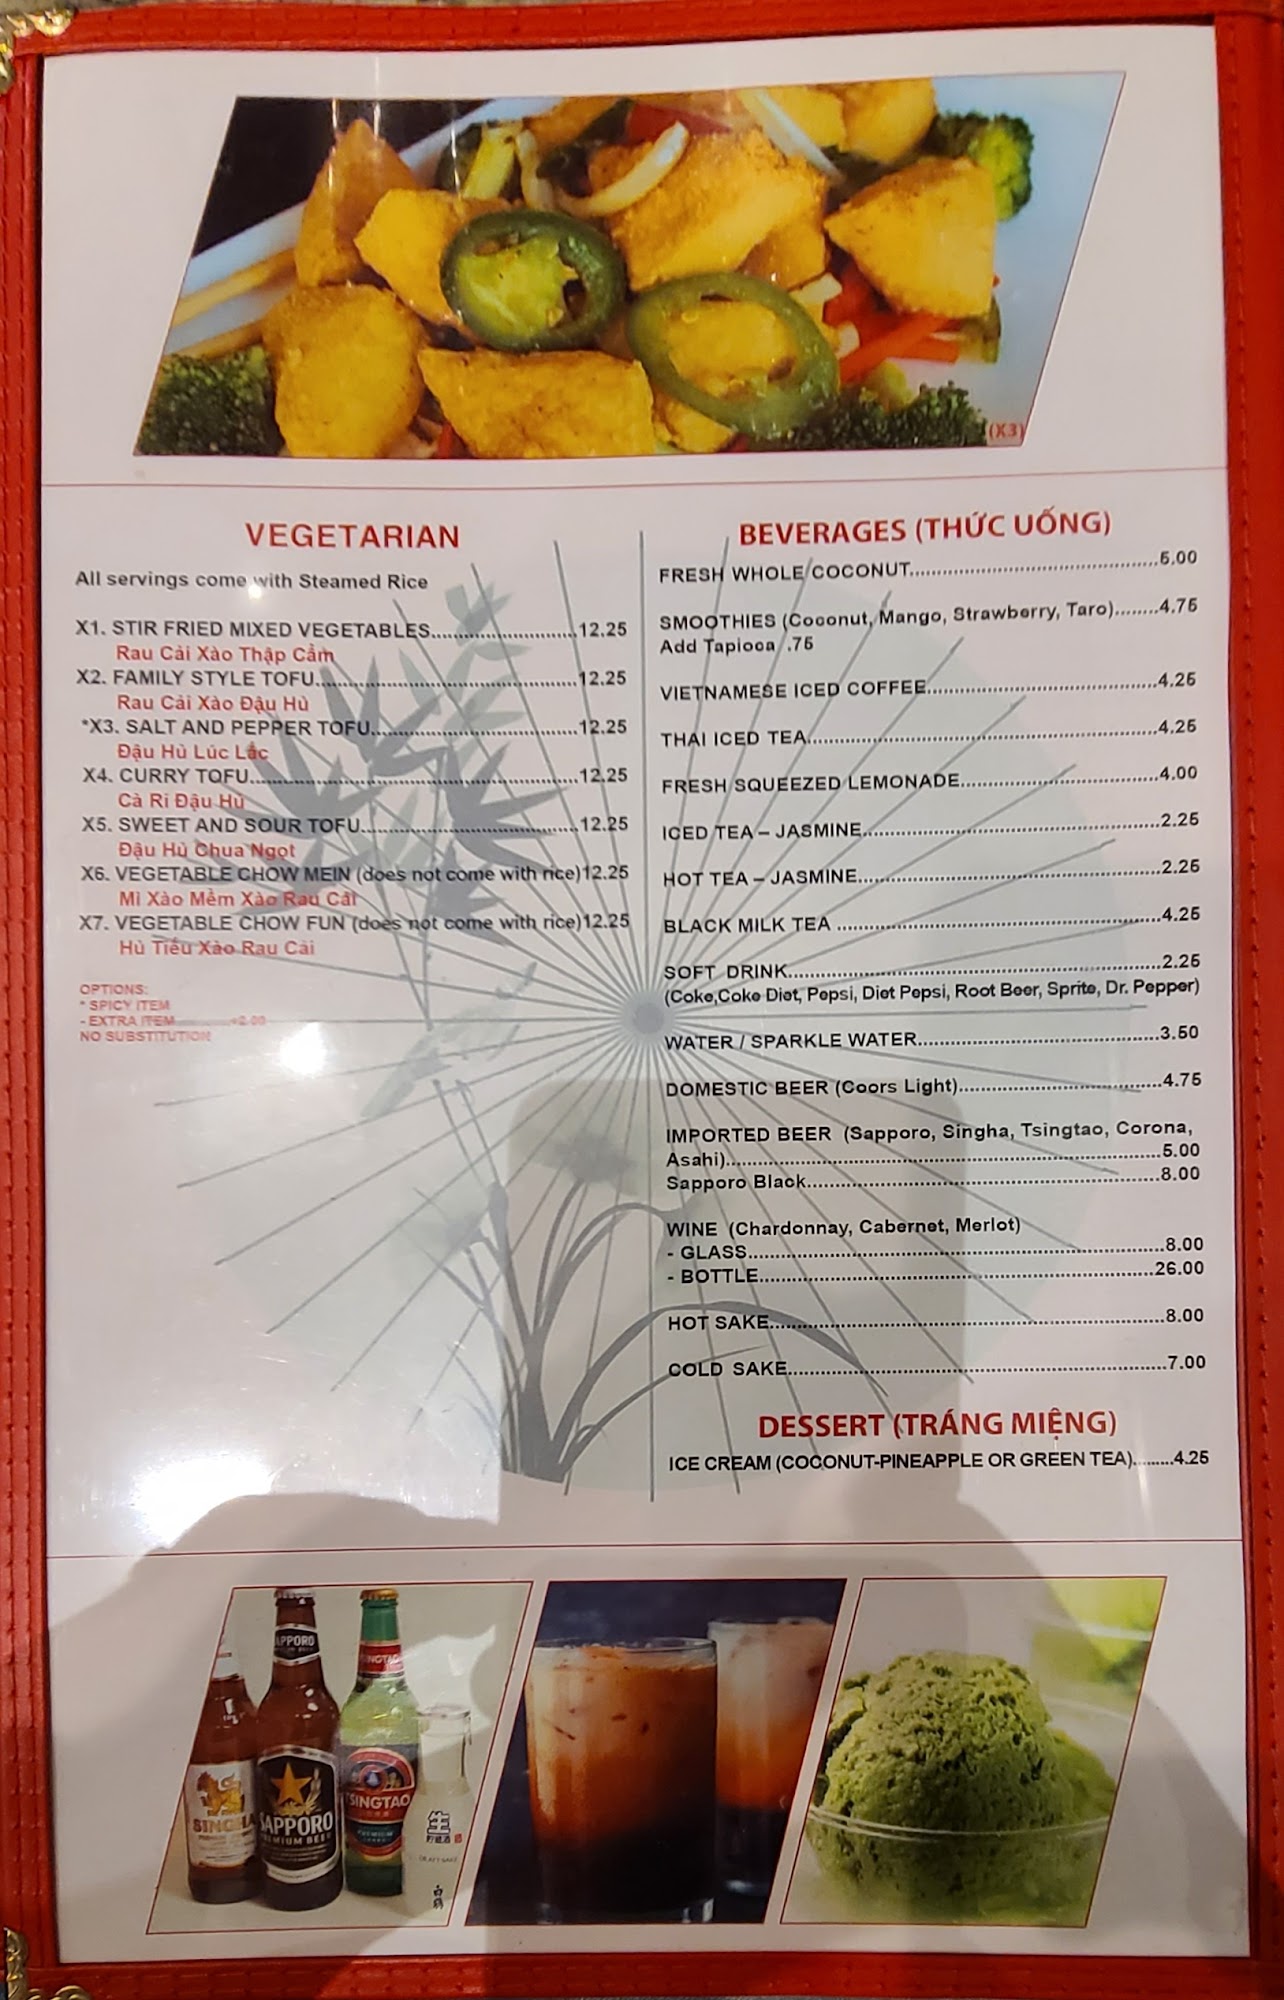 (X3)
VEGETARIAN
All servings come with Steamed Rice
X1. STIR FRIED MIXED VEGETABLES..........................12.25
Rau Cải Xào Thập Cẩm
X2. FAMILY STYLE TOFU................................................12.25
Rau Cải Xào Đậu Hủ
*X3. SALT AND PEPPER TOFU......................................12.25
Đậu Hủ Lúc Lắc
X4. CURRY TOFU............................................................12.25
Cà Ri Đậu Hủ
X5. SWEET AND SOUR TOFU........................................12.25
Đậu Hủ Chua Ngọt
X6. VEGETABLE CHOW MEIN (does not come with rice)12.25
Mì Xào Mềm Xào Rau Cải
X7. VEGETABLE CHOW FUN (does not come with rice)12.25
Hủ Tiếu Xào Rau Cải
OPTIONS:
* SPICY ITEM
- EXTRA ITEM..............+2.00
NO SUBSTITUTION
BEVERAGES (THỨC UỐNG)
FRESH WHOLE COCONUT.............................................5.00
SMOOTHIES (Coconut, Mango, Strawberry, Taro)........4.75
Add Tapioca .75
VIETNAMESE ICED COFFEE..........................................4.25
THAI ICED TEA................................................................4.25
FRESH SQUEEZED LEMONADE....................................4.00
ICED TEA – JASMINE......................................................2.25
HOT TEA – JASMINE.......................................................2.25
BLACK MILK TEA ...........................................................4.25
SOFT DRINK....................................................................2.25
(Coke,Coke Diet, Pepsi, Diet Pepsi, Root Beer, Sprite, Dr. Pepper)
WATER / SPARKLE WATER............................................3.50
DOMESTIC BEER (Coors Light).....................................4.75
IMPORTED BEER (Sapporo, Singha, Tsingtao, Corona,
Asahi)...............................................................................5.00
Sapporo Black................................................................8.00
WINE (Chardonnay, Cabernet, Merlot)
- GLASS...........................................................................8.00
- BOTTLE.......................................................................26.00
HOT SAKE.......................................................................8.00
COLD SAKE.....................................................................7.00
DESSERT (TRÁNG MIỆNG)
ICE CREAM (COCONUT-PINEAPPLE OR GREEN TEA).........4.25
SAPPORO
TSINGTAO
SINGHA
SAPPORO
PREMIUM BEER
TSINGTAO
PREMIUM
生
貯蔵酒
DRAFT SAKE